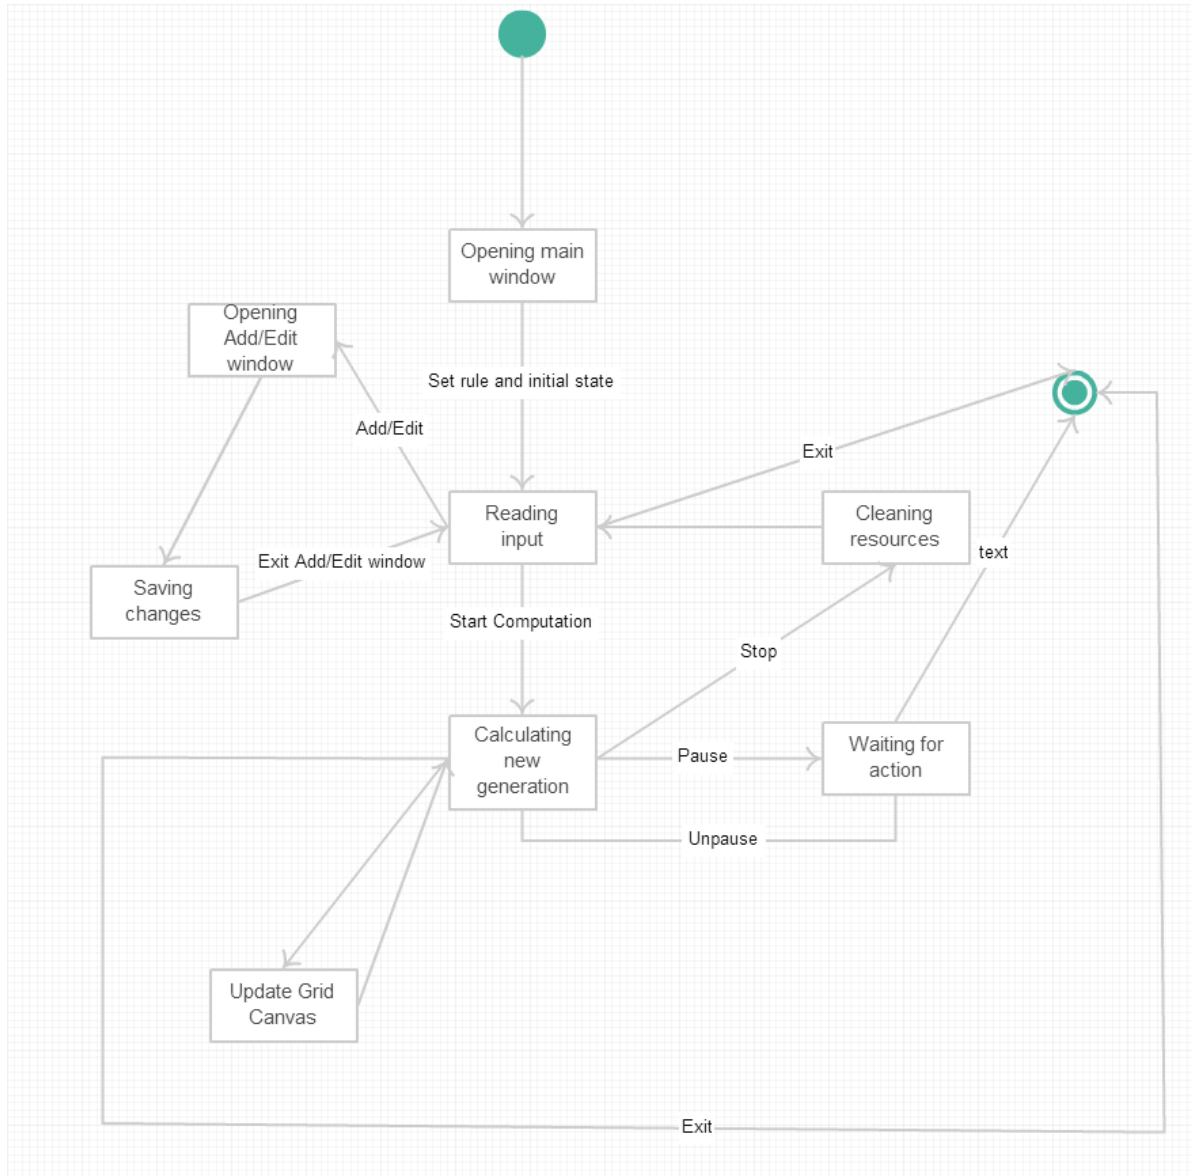 Opening main
window
Opening
Add/Edit
window
Set rule and initial state
Add/Edit
Exit
Reading
input
Cleaning
resources
text
Exit Add/Edit window
Saving
changes
Start Computation
Stop
Calculating
new
generation
Pause
Waiting for
action
Unpause
Update Grid
Canvas
Exit